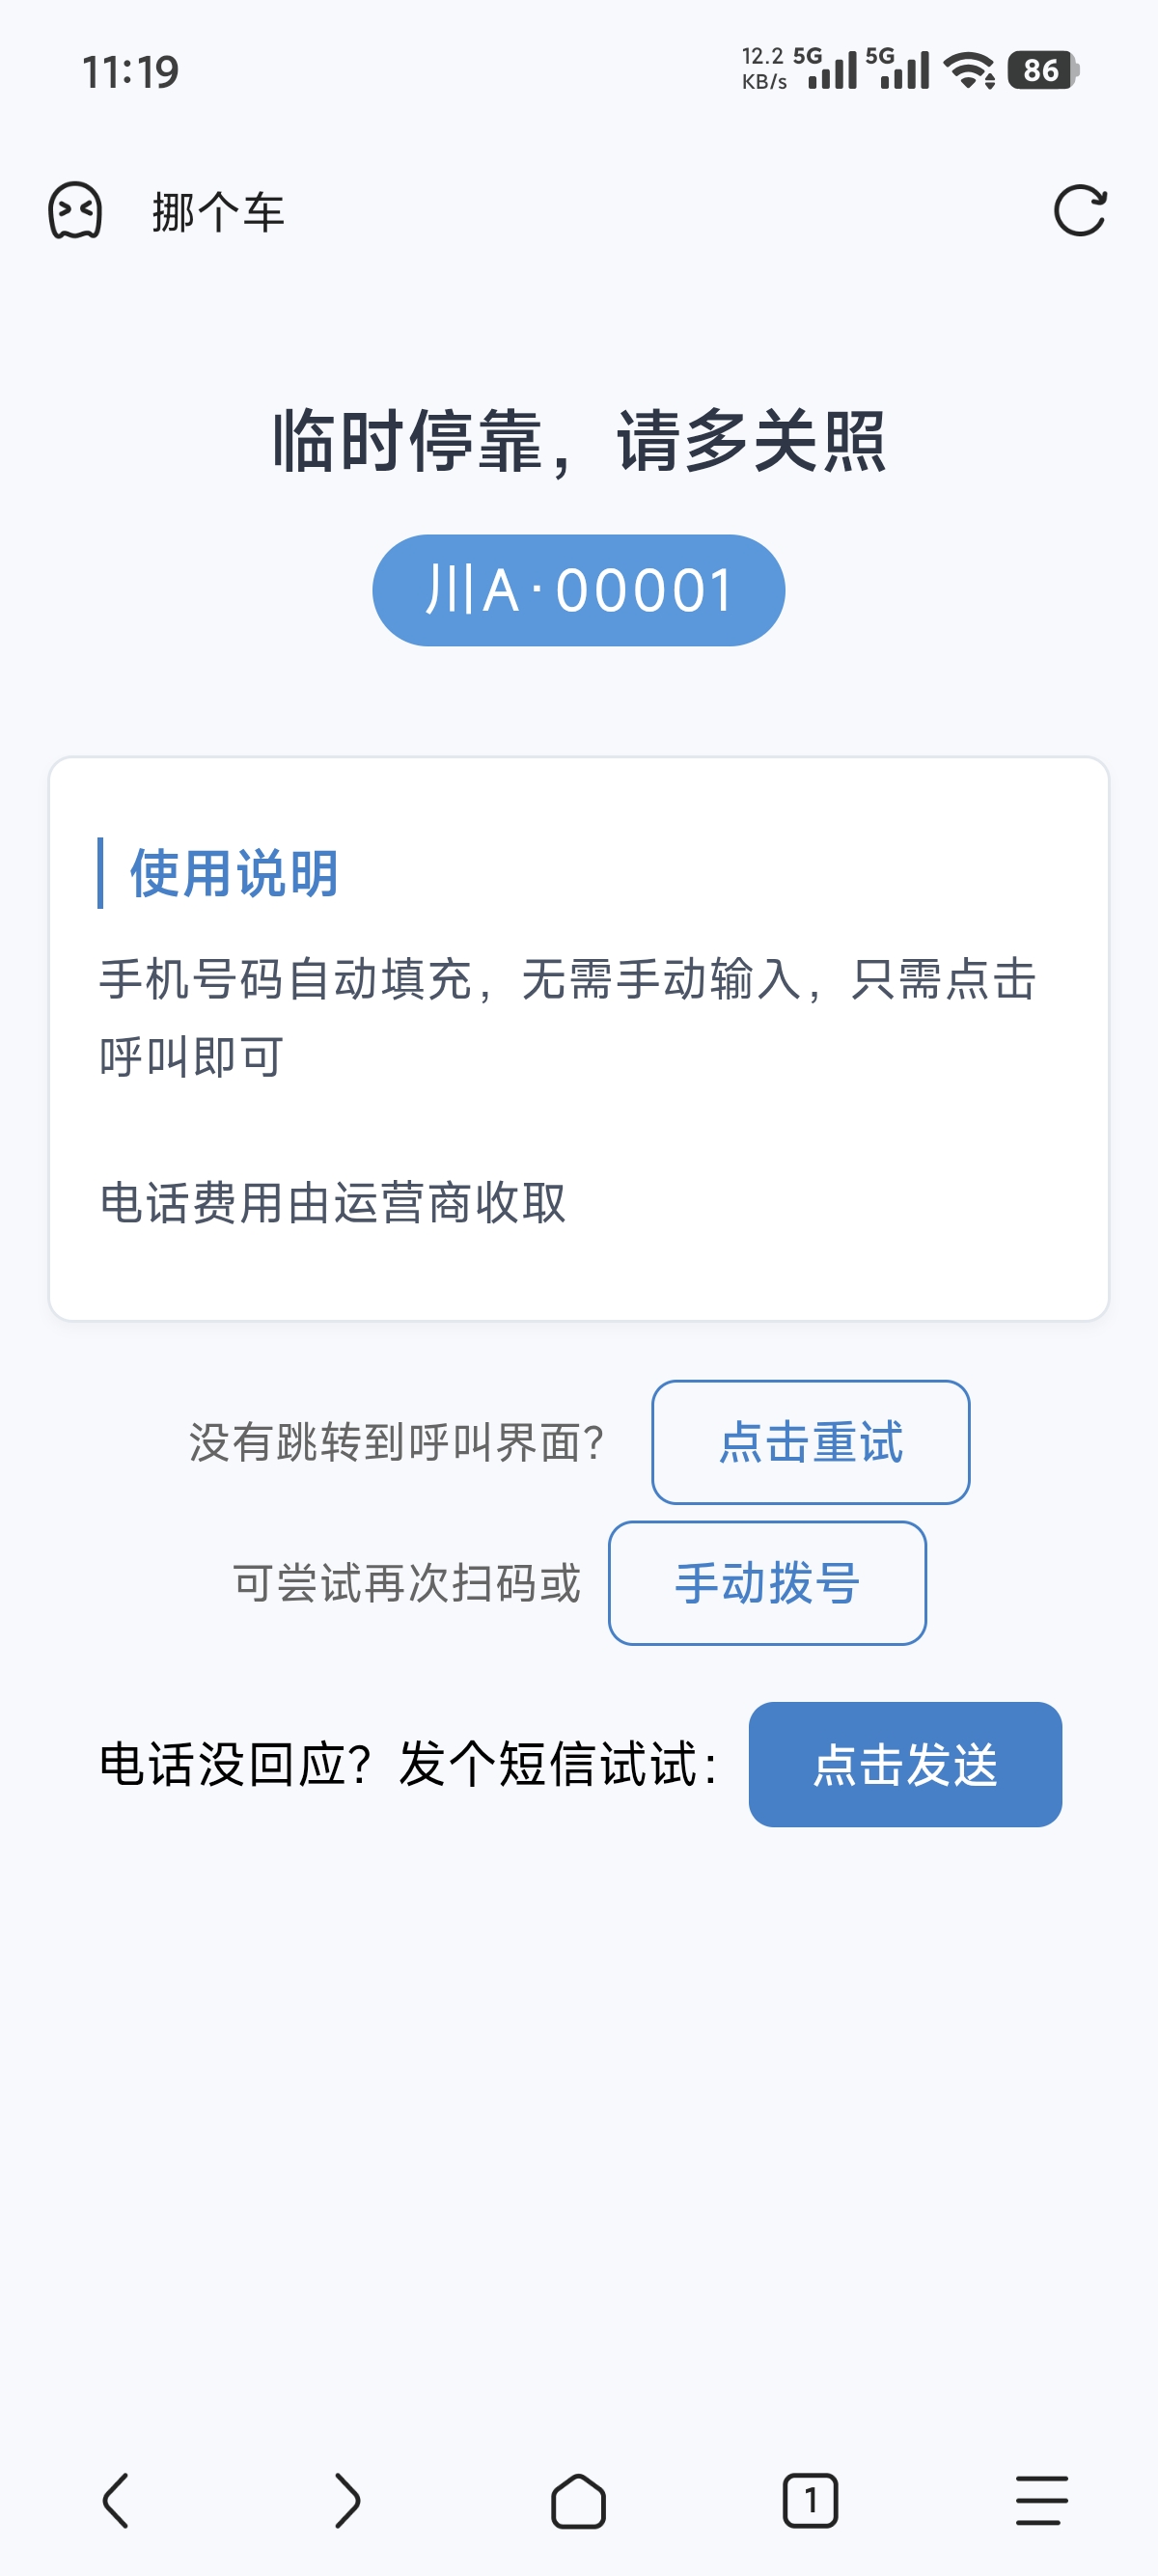 11:19
12.2 5G 5G
KB/s
86
挪个车
临时停靠，请多关照
川A·00001
使用说明
手机号码自动填充，无需手动输入，只需点击
呼叫即可
电话费用由运营商收取
没有跳转到呼叫界面？ 点击重试
可尝试再次扫码或 手动拨号
电话没回应？发个短信试试： 点击发送
1